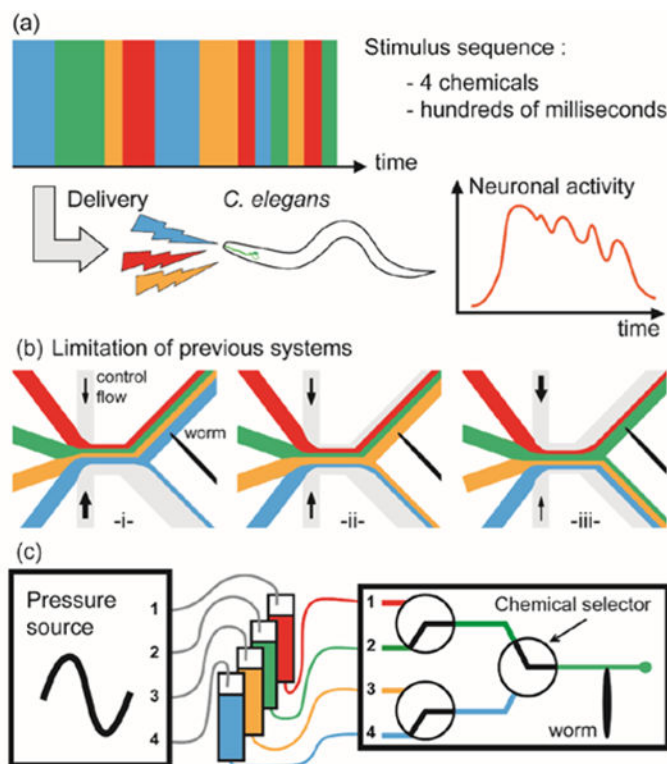 (a)
Stimulus sequence :
- 4 chemicals
- hundreds of milliseconds
time
Delivery
C. elegans
Neuronal activity
time
(b) Limitation of previous systems
control
flow
worm
-i-
-ii-
-iii-
(c)
Pressure
source
1
2
3
4
1
2
3
4
Chemical selector
worm